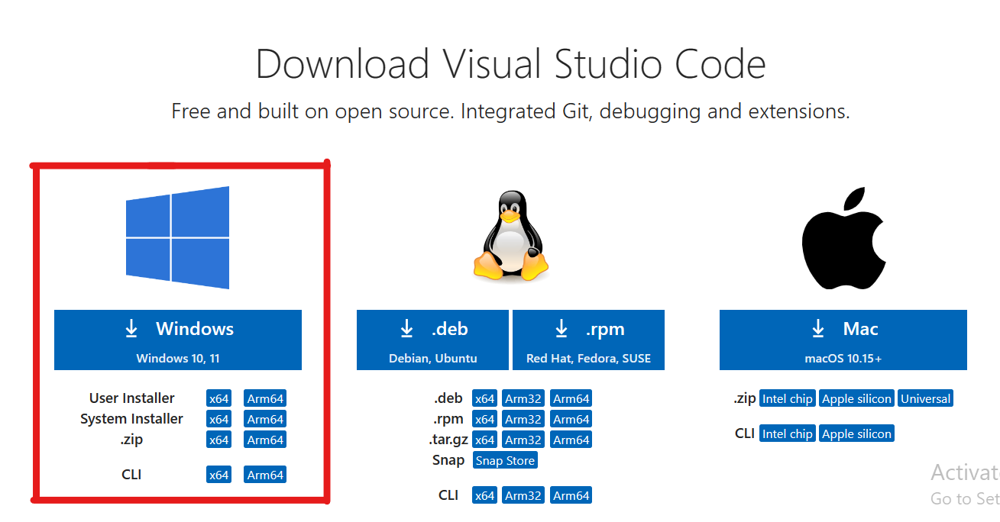 Download Visual Studio Code
Free and built on open source. Integrated Git, debugging and extensions.
Windows
Windows 10, 11
User Installer x64 Arm64
System Installer x64 Arm64
.zip x64 Arm64
CLI x64 Arm64
.deb
Debian, Ubuntu
.rpm
Red Hat, Fedora, SUSE
.deb x64 Arm32 Arm64
.rpm x64 Arm32 Arm64
.tar.gz x64 Arm32 Arm64
Snap Snap Store
CLI x64 Arm32 Arm64
Mac
macOS 10.15+
.zip Intel chip Apple silicon Universal
CLI Intel chip Apple silicon
Activat
Go to Set